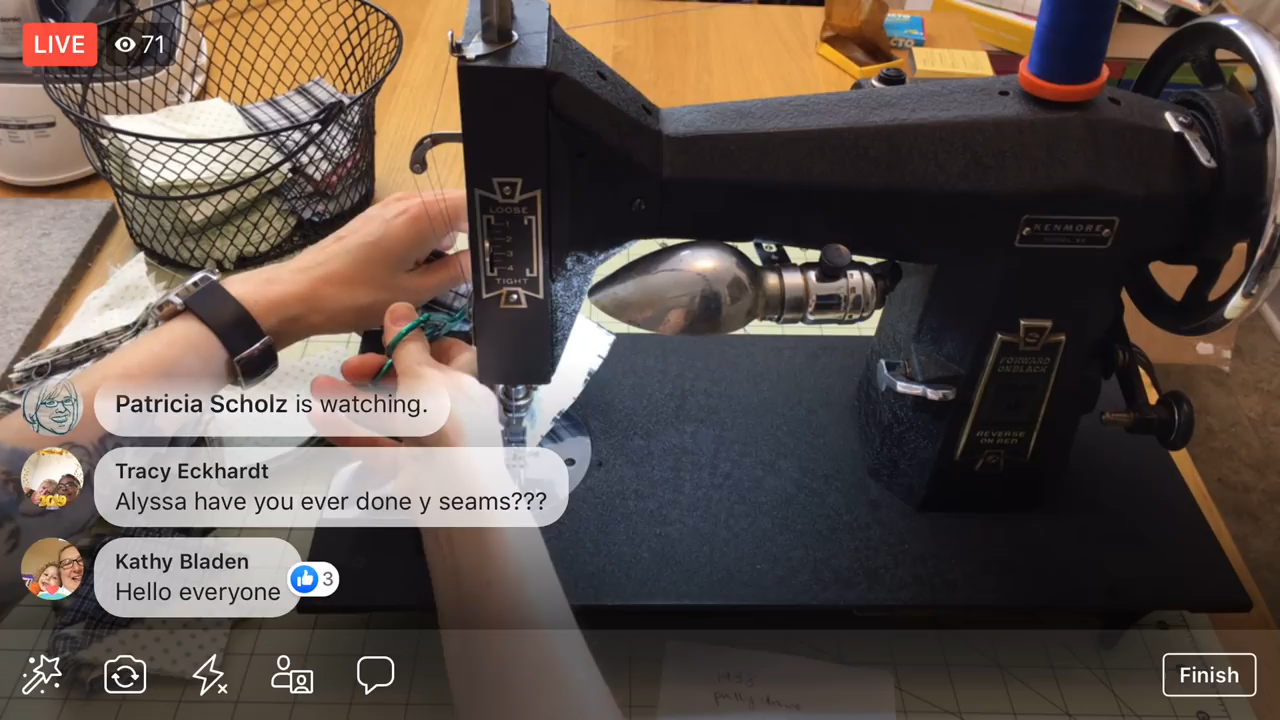 LIVE
71
LOOSE
1
2
3
4
TIGHT
KENMORE
FORWARD
ON BLACK
REVERSE
ON RED
Patricia Scholz is watching.
Tracy Eckhardt
Alyssa have you ever done y seams???
Kathy Bladen
Hello everyone
3
Finish